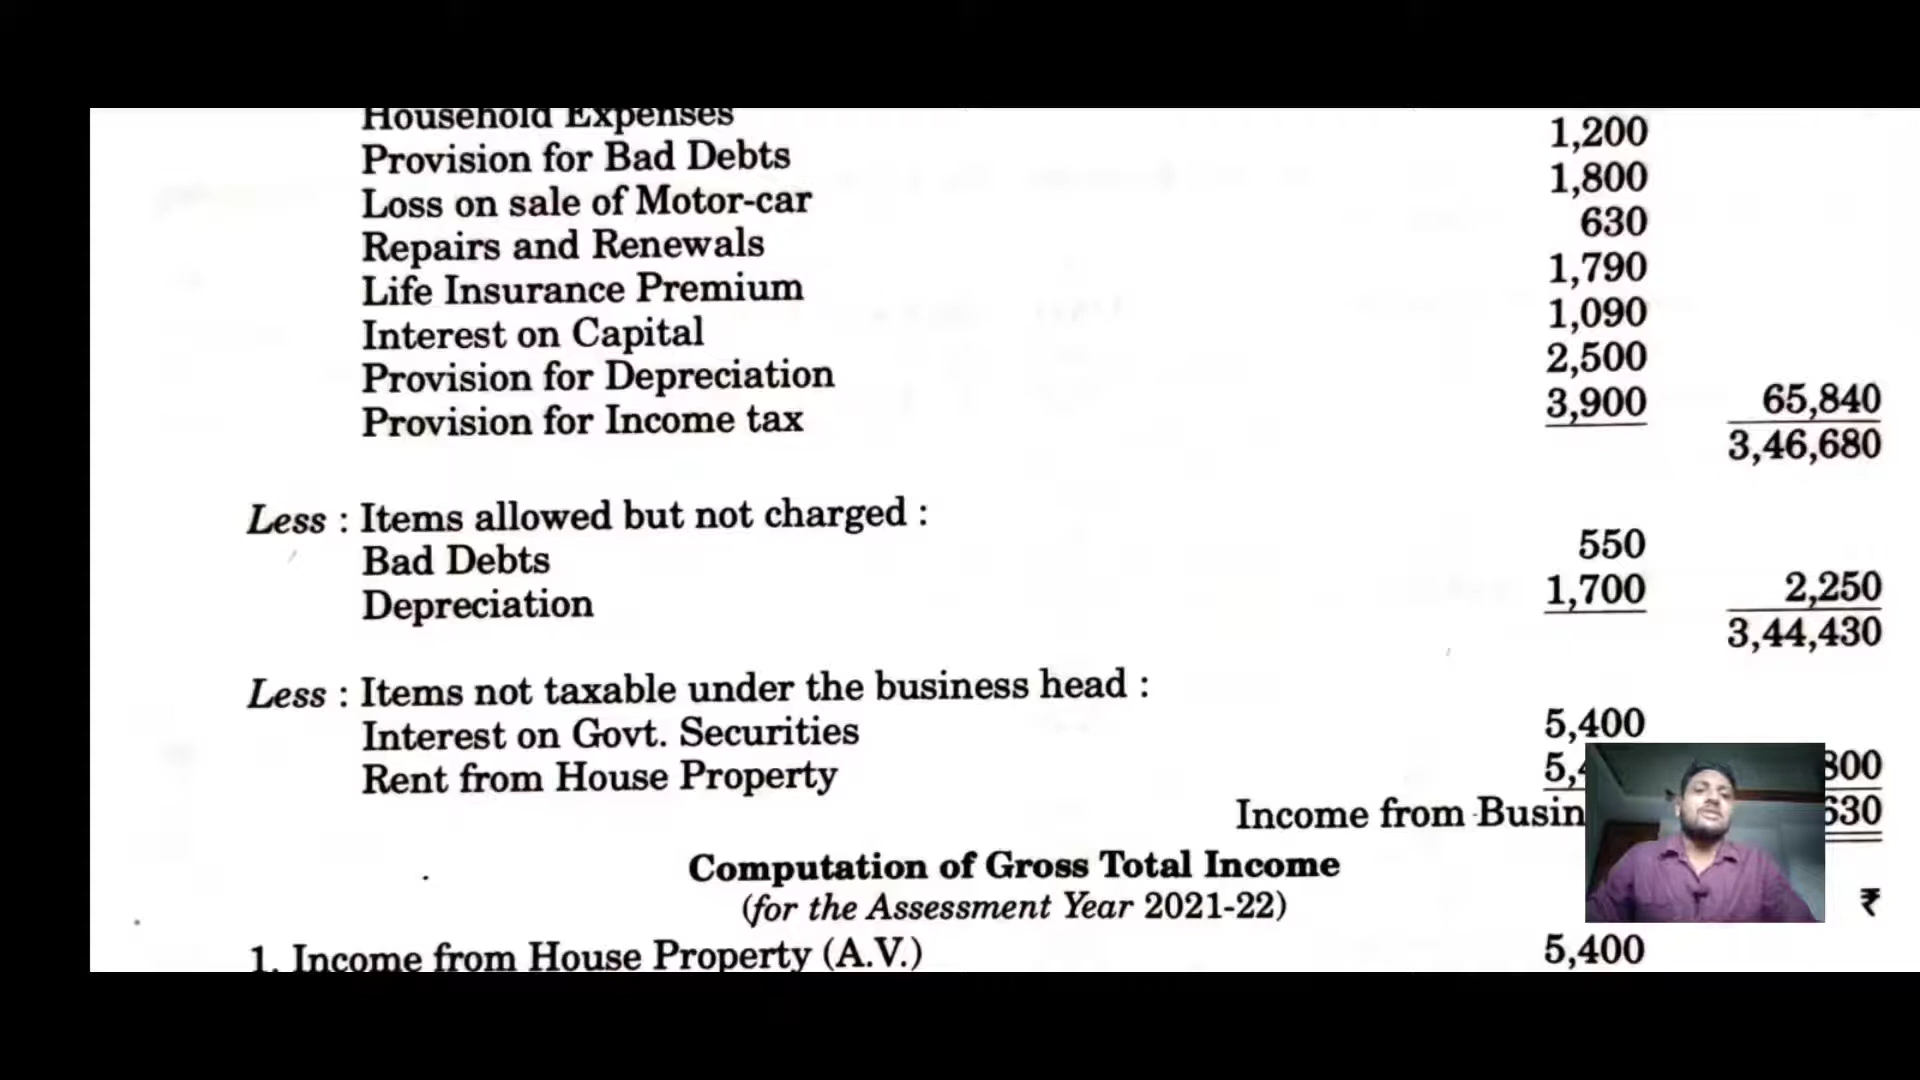 Household Expenses
Provision for Bad Debts 1,200
Loss on sale of Motor-car 1,800
Repairs and Renewals 630
Life Insurance Premium 1,790
Interest on Capital 1,090
Provision for Depreciation 2,500
Provision for Income tax 3,900 65,840
3,46,680
Less : Items allowed but not charged :
Bad Debts 550
Depreciation 1,700 2,250
3,44,430
Less : Items not taxable under the business head :
Interest on Govt. Securities 5,400
Rent from House Property
Income from Busin
Computation of Gross Total Income
(for the Assessment Year 2021-22)
₹
1. Income from House Property (A.V.) 5,400